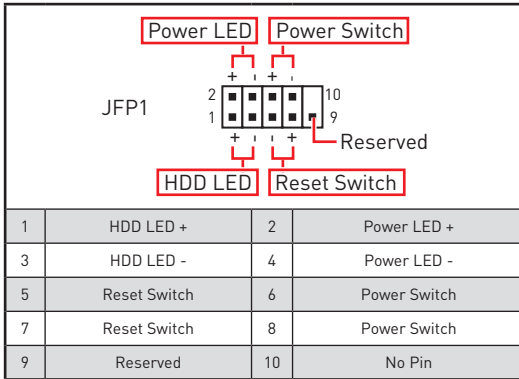 Power LED Power Switch
+ - + -
2 10
JFP1
1 9
+ - - +
Reserved
HDD LED Reset Switch
1 HDD LED + 2 Power LED +
3 HDD LED - 4 Power LED -
5 Reset Switch 6 Power Switch
7 Reset Switch 8 Power Switch
9 Reserved 10 No Pin